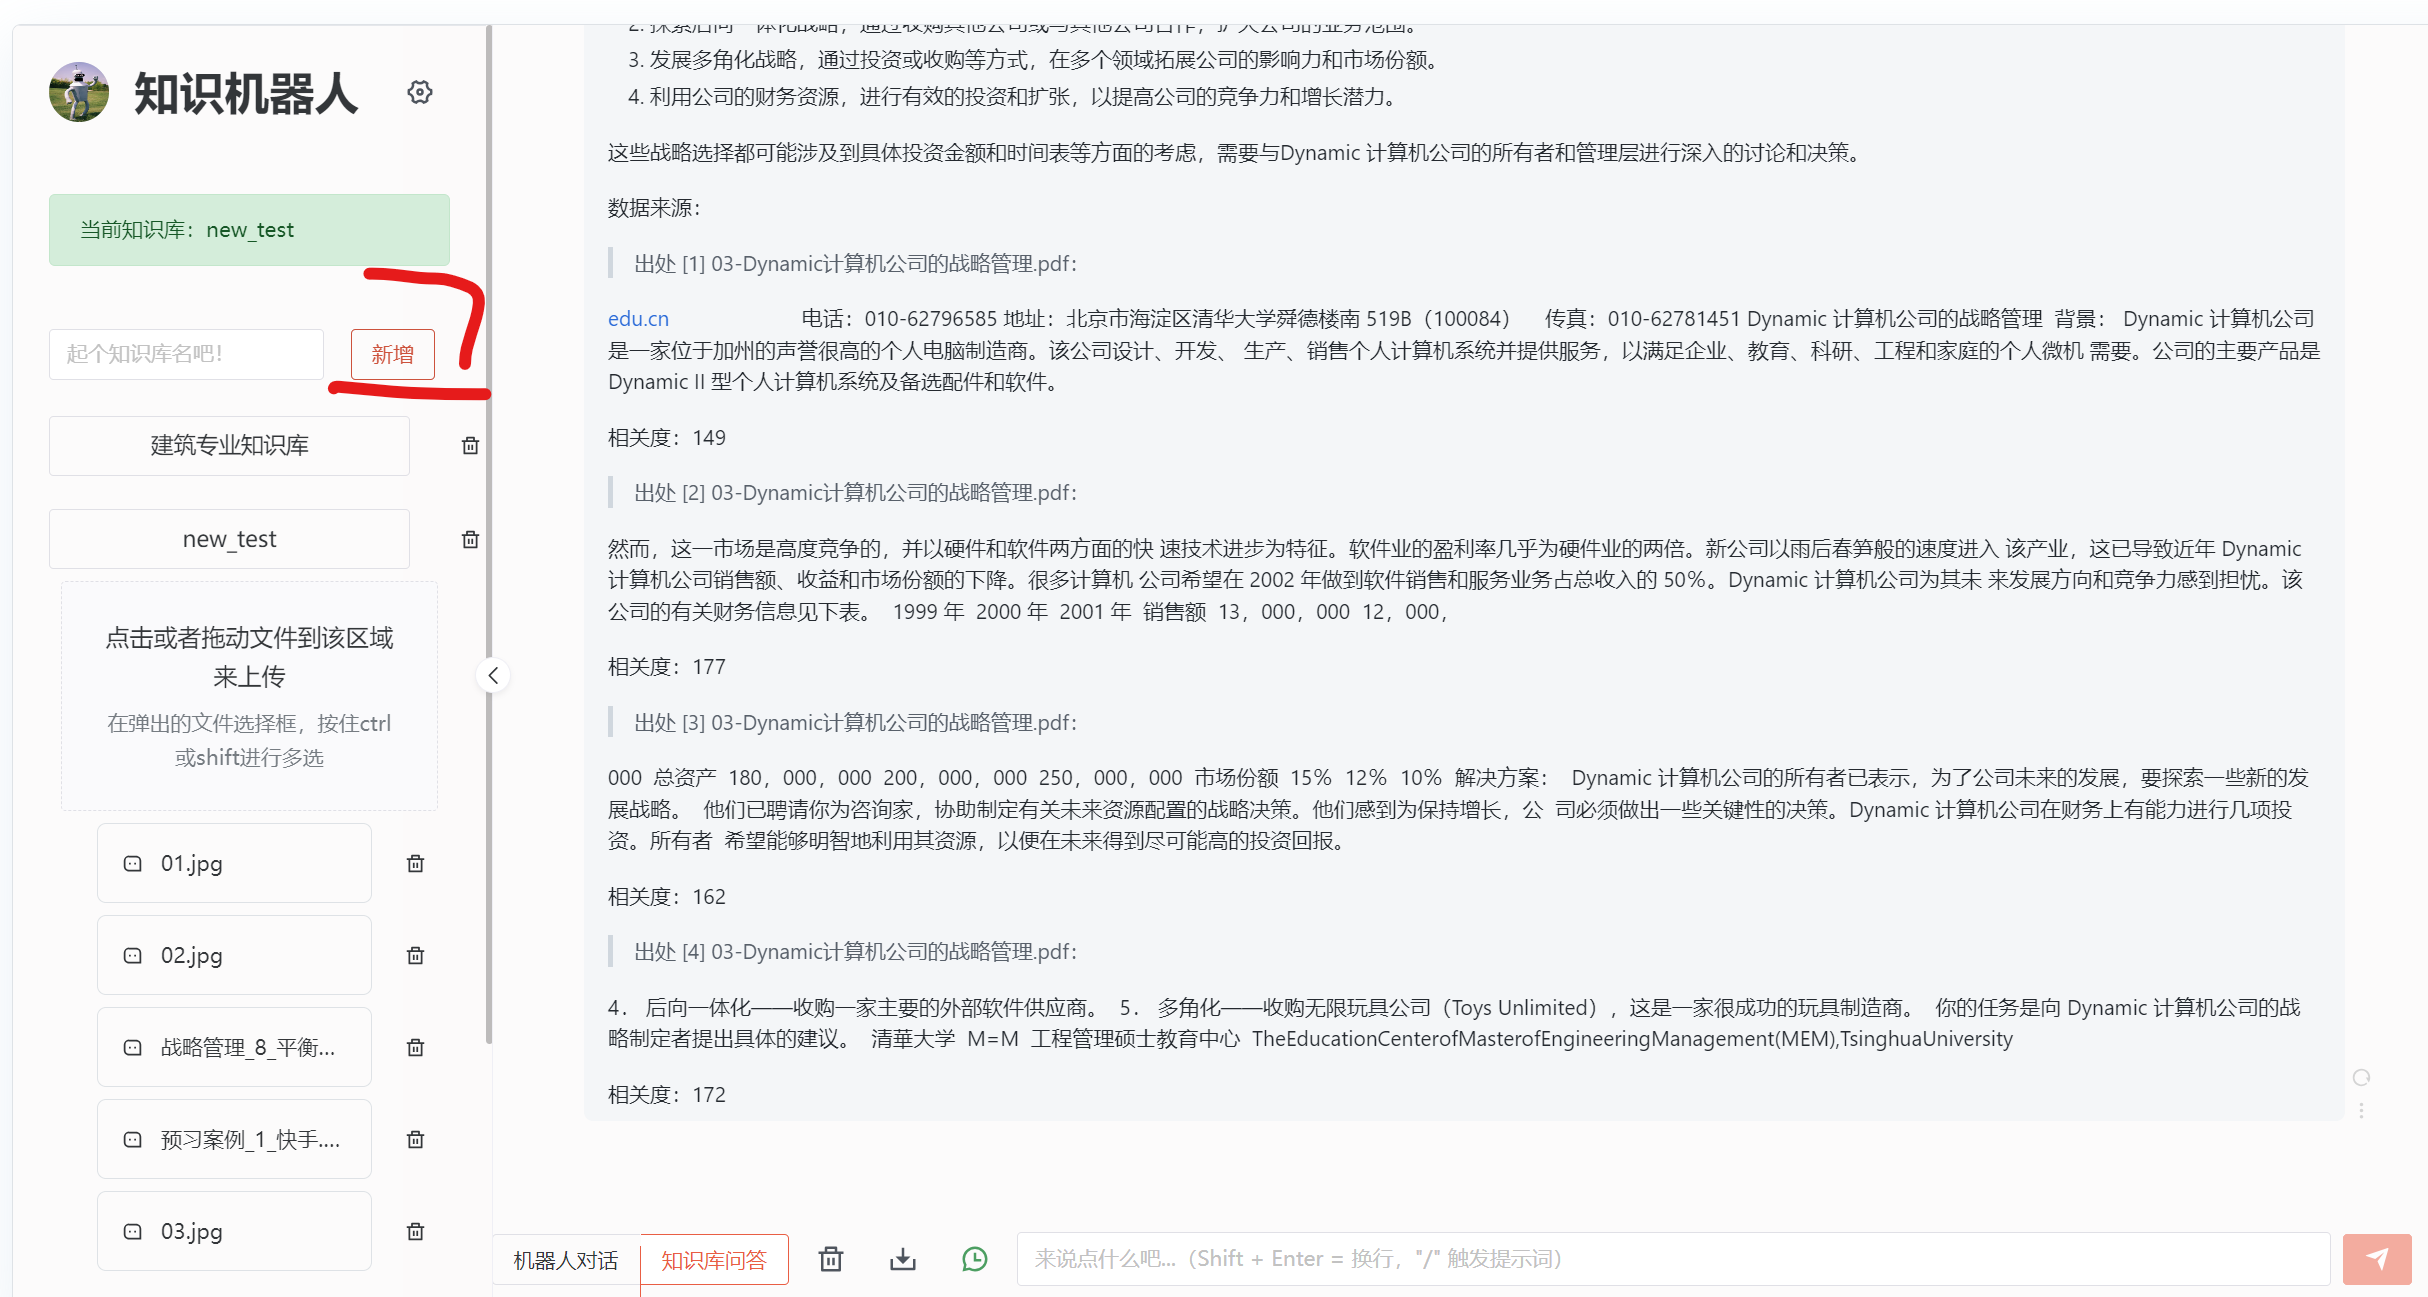 知识机器人
当前知识库：new_test
起个知识库名吧！
新增
建筑专业知识库
new_test
点击或者拖动文件到该区域
来上传
在弹出的文件选择框，按住ctrl
或shift进行多选
01.jpg
02.jpg
战略管理_8_平衡...
预习案例_1_快手....
03.jpg
2. 探索后向一体化战略，通过收购其他公司或与其他公司合作，扩大公司的业务范围。
3. 发展多角化战略，通过投资或收购等方式，在多个领域拓展公司的影响力和市场份额。
4. 利用公司的财务资源，进行有效的投资和扩张，以提高公司的竞争力和增长潜力。
这些战略选择都可能涉及到具体投资金额和时间表等方面的考虑，需要与Dynamic 计算机公司的所有者和管理层进行深入的讨论和决策。
数据来源：
出处 [1] 03-Dynamic计算机公司的战略管理.pdf：
edu.cn 电话：010-62796585 地址：北京市海淀区清华大学舜德楼南 519B（100084） 传真：010-62781451 Dynamic 计算机公司的战略管理 背景： Dynamic 计算机公司
是一家位于加州的声誉很高的个人电脑制造商。该公司设计、开发、 生产、销售个人计算机系统并提供服务，以满足企业、教育、科研、工程和家庭的个人微机 需要。公司的主要产品是
Dynamic II 型个人计算机系统及备选配件和软件。
相关度：149
出处 [2] 03-Dynamic计算机公司的战略管理.pdf：
然而，这一市场是高度竞争的，并以硬件和软件两方面的快 速技术进步为特征。软件业的盈利率几乎为硬件业的两倍。新公司以雨后春笋般的速度进入 该产业，这已导致近年 Dynamic
计算机公司销售额、收益和市场份额的下降。很多计算机 公司希望在 2002 年做到软件销售和服务业务占总收入的 50%。Dynamic 计算机公司为其未 来发展方向和竞争力感到担忧。该
公司的有关财务信息见下表。 1999 年 2000 年 2001 年 销售额 13，000，000 12，000，
相关度：177
出处 [3] 03-Dynamic计算机公司的战略管理.pdf：
000 总资产 180，000，000 200，000，000 250，000，000 市场份额 15% 12% 10% 解决方案： Dynamic 计算机公司的所有者已表示，为了公司未来的发展，要探索一些新的发
展战略。 他们已聘请你为咨询家，协助制定有关未来资源配置的战略决策。他们感到为保持增长，公 司必须做出一些关键性的决策。Dynamic 计算机公司在财务上有能力进行几项投
资。所有者 希望能够明智地利用其资源，以便在未来得到尽可能高的投资回报。
相关度：162
出处 [4] 03-Dynamic计算机公司的战略管理.pdf：
4． 后向一体化——收购一家主要的外部软件供应商。 5． 多角化——收购无限玩具公司（Toys Unlimited），这是一家很成功的玩具制造商。 你的任务是向 Dynamic 计算机公司的战
略制定者提出具体的建议。 清華大学 M=M 工程管理硕士教育中心 TheEducationCenterofMasterofEngineeringManagement(MEM),TsinghuaUniversity
相关度：172
机器人对话
知识库问答
来说点什么吧...（Shift + Enter = 换行，"/" 触发提示词）